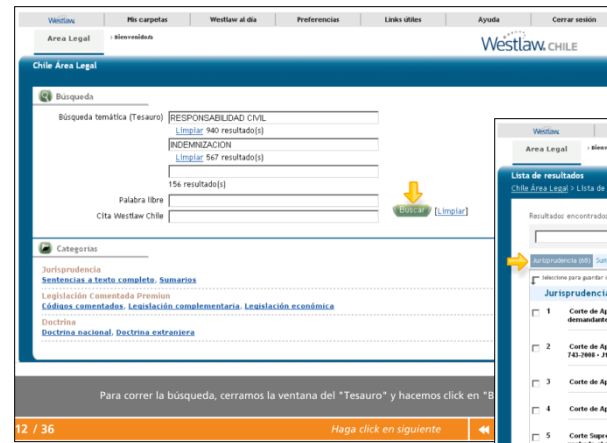 Westlaw. Mis carpetas Westlaw al día Preferencias Links útiles Ayuda Cerrar sesión
Area Legal › Bienvenido/a
Westlaw. CHILE
Chile Área Legal
Búsqueda
Búsqueda temática (Tesauro) RESPONSABILIDAD CIVIL
Limpiar 940 resultado(s)
INDEMNIZACION
Limpiar 567 resultado(s)
156 resultado(s)
Palabra libre
Cita Westlaw Chile
Buscar [Limpiar]
Categorías
Jurisprudencia
Sentencias a texto completo, Sumarios
Legislación Comentada Premiun
Códigos comentados, Legislación complementaria, Legislación económica
Doctrina
Doctrina nacional, Doctrina extranjera
Para correr la búsqueda, cerramos la ventana del "Tesauro" y hacemos click en "B
12 / 36 Haga click en siguiente
Westlaw.
Area Legal › Bienv
Lista de resultados
Chile Área Legal > Lista de
Resultados encontrados
Jurisprudencia (68) Sum
Seleccione para guardar o
Jurisprudencia
1 Corte de Ap
demandante
2 Corte de Ap
743-2008 - J
3 Corte de Ap
4 Corte de Ap
5 Corte Supre